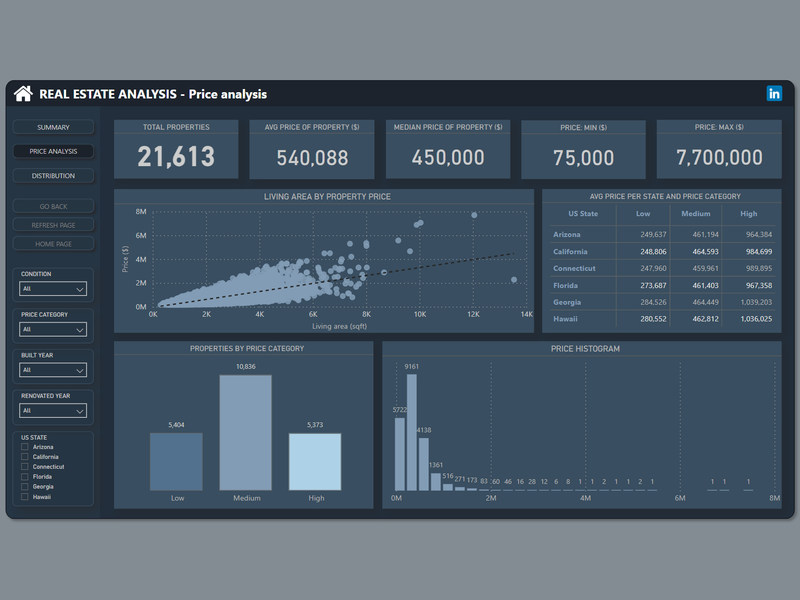 REAL ESTATE ANALYSIS - Price analysis
in
SUMMARY
PRICE ANALYSIS
DISTRIBUTION
GO BACK
REFRESH PAGE
HOME PAGE
CONDITION
All
PRICE CATEGORY
All
BUILT YEAR
All
RENOVATED YEAR
All
US STATE
Arizona
California
Connecticut
Florida
Georgia
Hawaii
TOTAL PROPERTIES
21,613
AVG PRICE OF PROPERTY ($)
540,088
MEDIAN PRICE OF PROPERTY ($)
450,000
PRICE: MIN ($)
75,000
PRICE: MAX ($)
7,700,000
LIVING AREA BY PROPERTY PRICE
Price ($)
8M
6M
4M
2M
0M
0K 2K 4K 6K 8K 10K 12K 14K
Living area (sqft)
AVG PRICE PER STATE AND PRICE CATEGORY
US State Low Medium High
Arizona 249,637 461,194 964,384
California 248,806 464,593 984,699
Connecticut 247,960 459,961 989,895
Florida 273,687 461,403 967,358
Georgia 284,526 464,449 1,039,203
Hawaii 280,552 462,812 1,036,025
PROPERTIES BY PRICE CATEGORY
5,404 10,836 5,373
Low Medium High
PRICE HISTOGRAM
5722 9161 4138 1361 516 271 173 83 60 46 16 28 12 6 8 1 1 2 1 1 2 1 1 1 1
0M 2M 4M 6M 8M